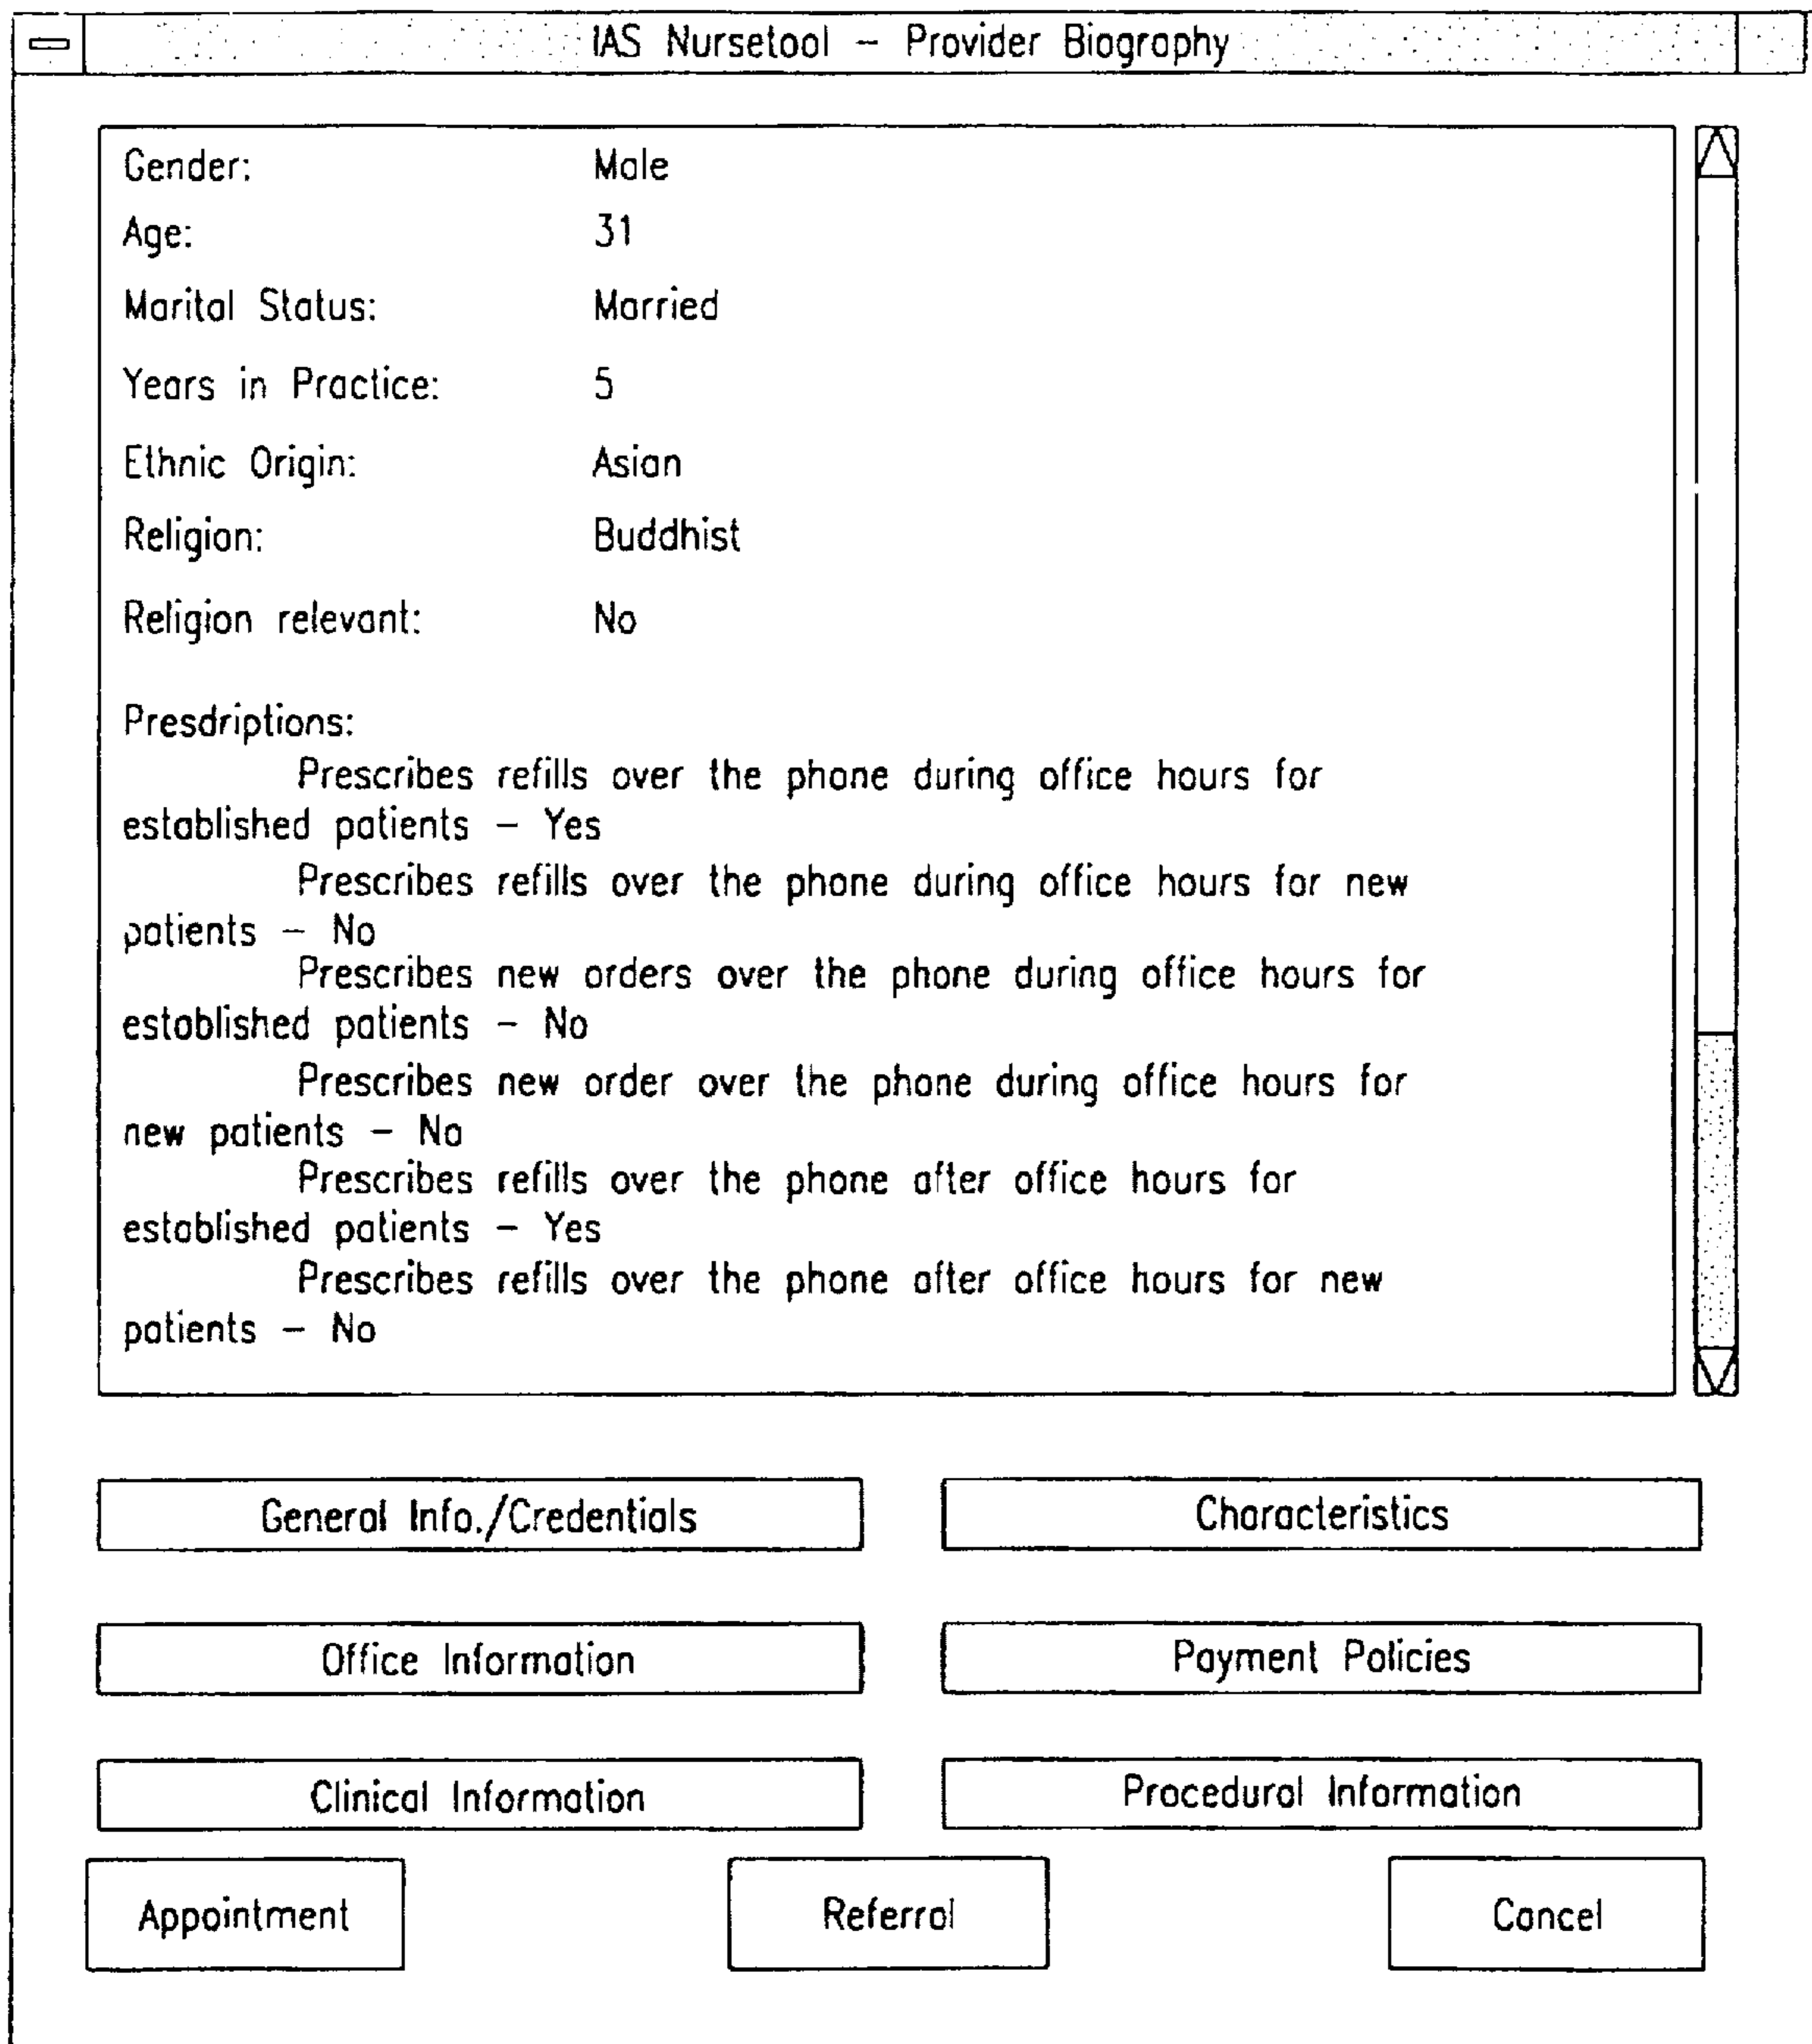 IAS Nursetool – Provider Biography
Gender: Male
Age: 31
Marital Status: Married
Years in Practice: 5
Ethnic Origin: Asian
Religion: Buddhist
Religion relevant: No
Presdriptions:
Prescribes refills over the phone during office hours for
established patients – Yes
Prescribes refills over the phone during office hours for new
patients – No
Prescribes new orders over the phone during office hours for
established patients – No
Prescribes new order over the phone during office hours for
new patients – No
Prescribes refills over the phone after office hours for
established patients – Yes
Prescribes refills over the phone after office hours for new
patients – No
General Info./Credentials Characteristics
Office Information Payment Policies
Clinical Information Procedural Information
Appointment Referral Cancel